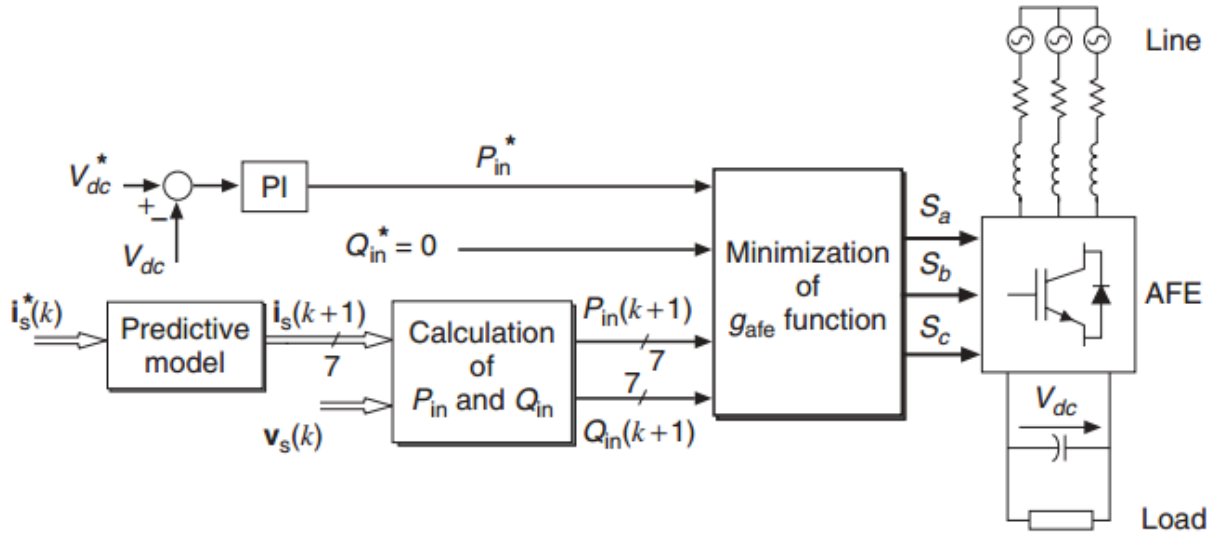 Line
V*dc
+
−
PI
P*in
Vdc
Q*in = 0
Minimization
of
gafe function
Sa
Sb
Sc
AFE
i*s(k)
Predictive
model
is(k+1)
7
Calculation
of
Pin and Qin
Pin(k+1)
7
7
Qin(k+1)
vs(k)
Vdc
Load